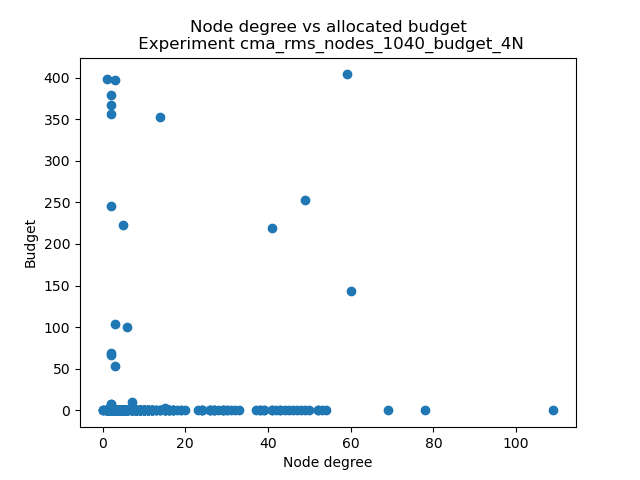 Node degree vs allocated budget
Experiment cma_rms_nodes_1040_budget_4N
400
350
300
250
200
150
100
50
0
Budget
0 20 40 60 80 100
Node degree